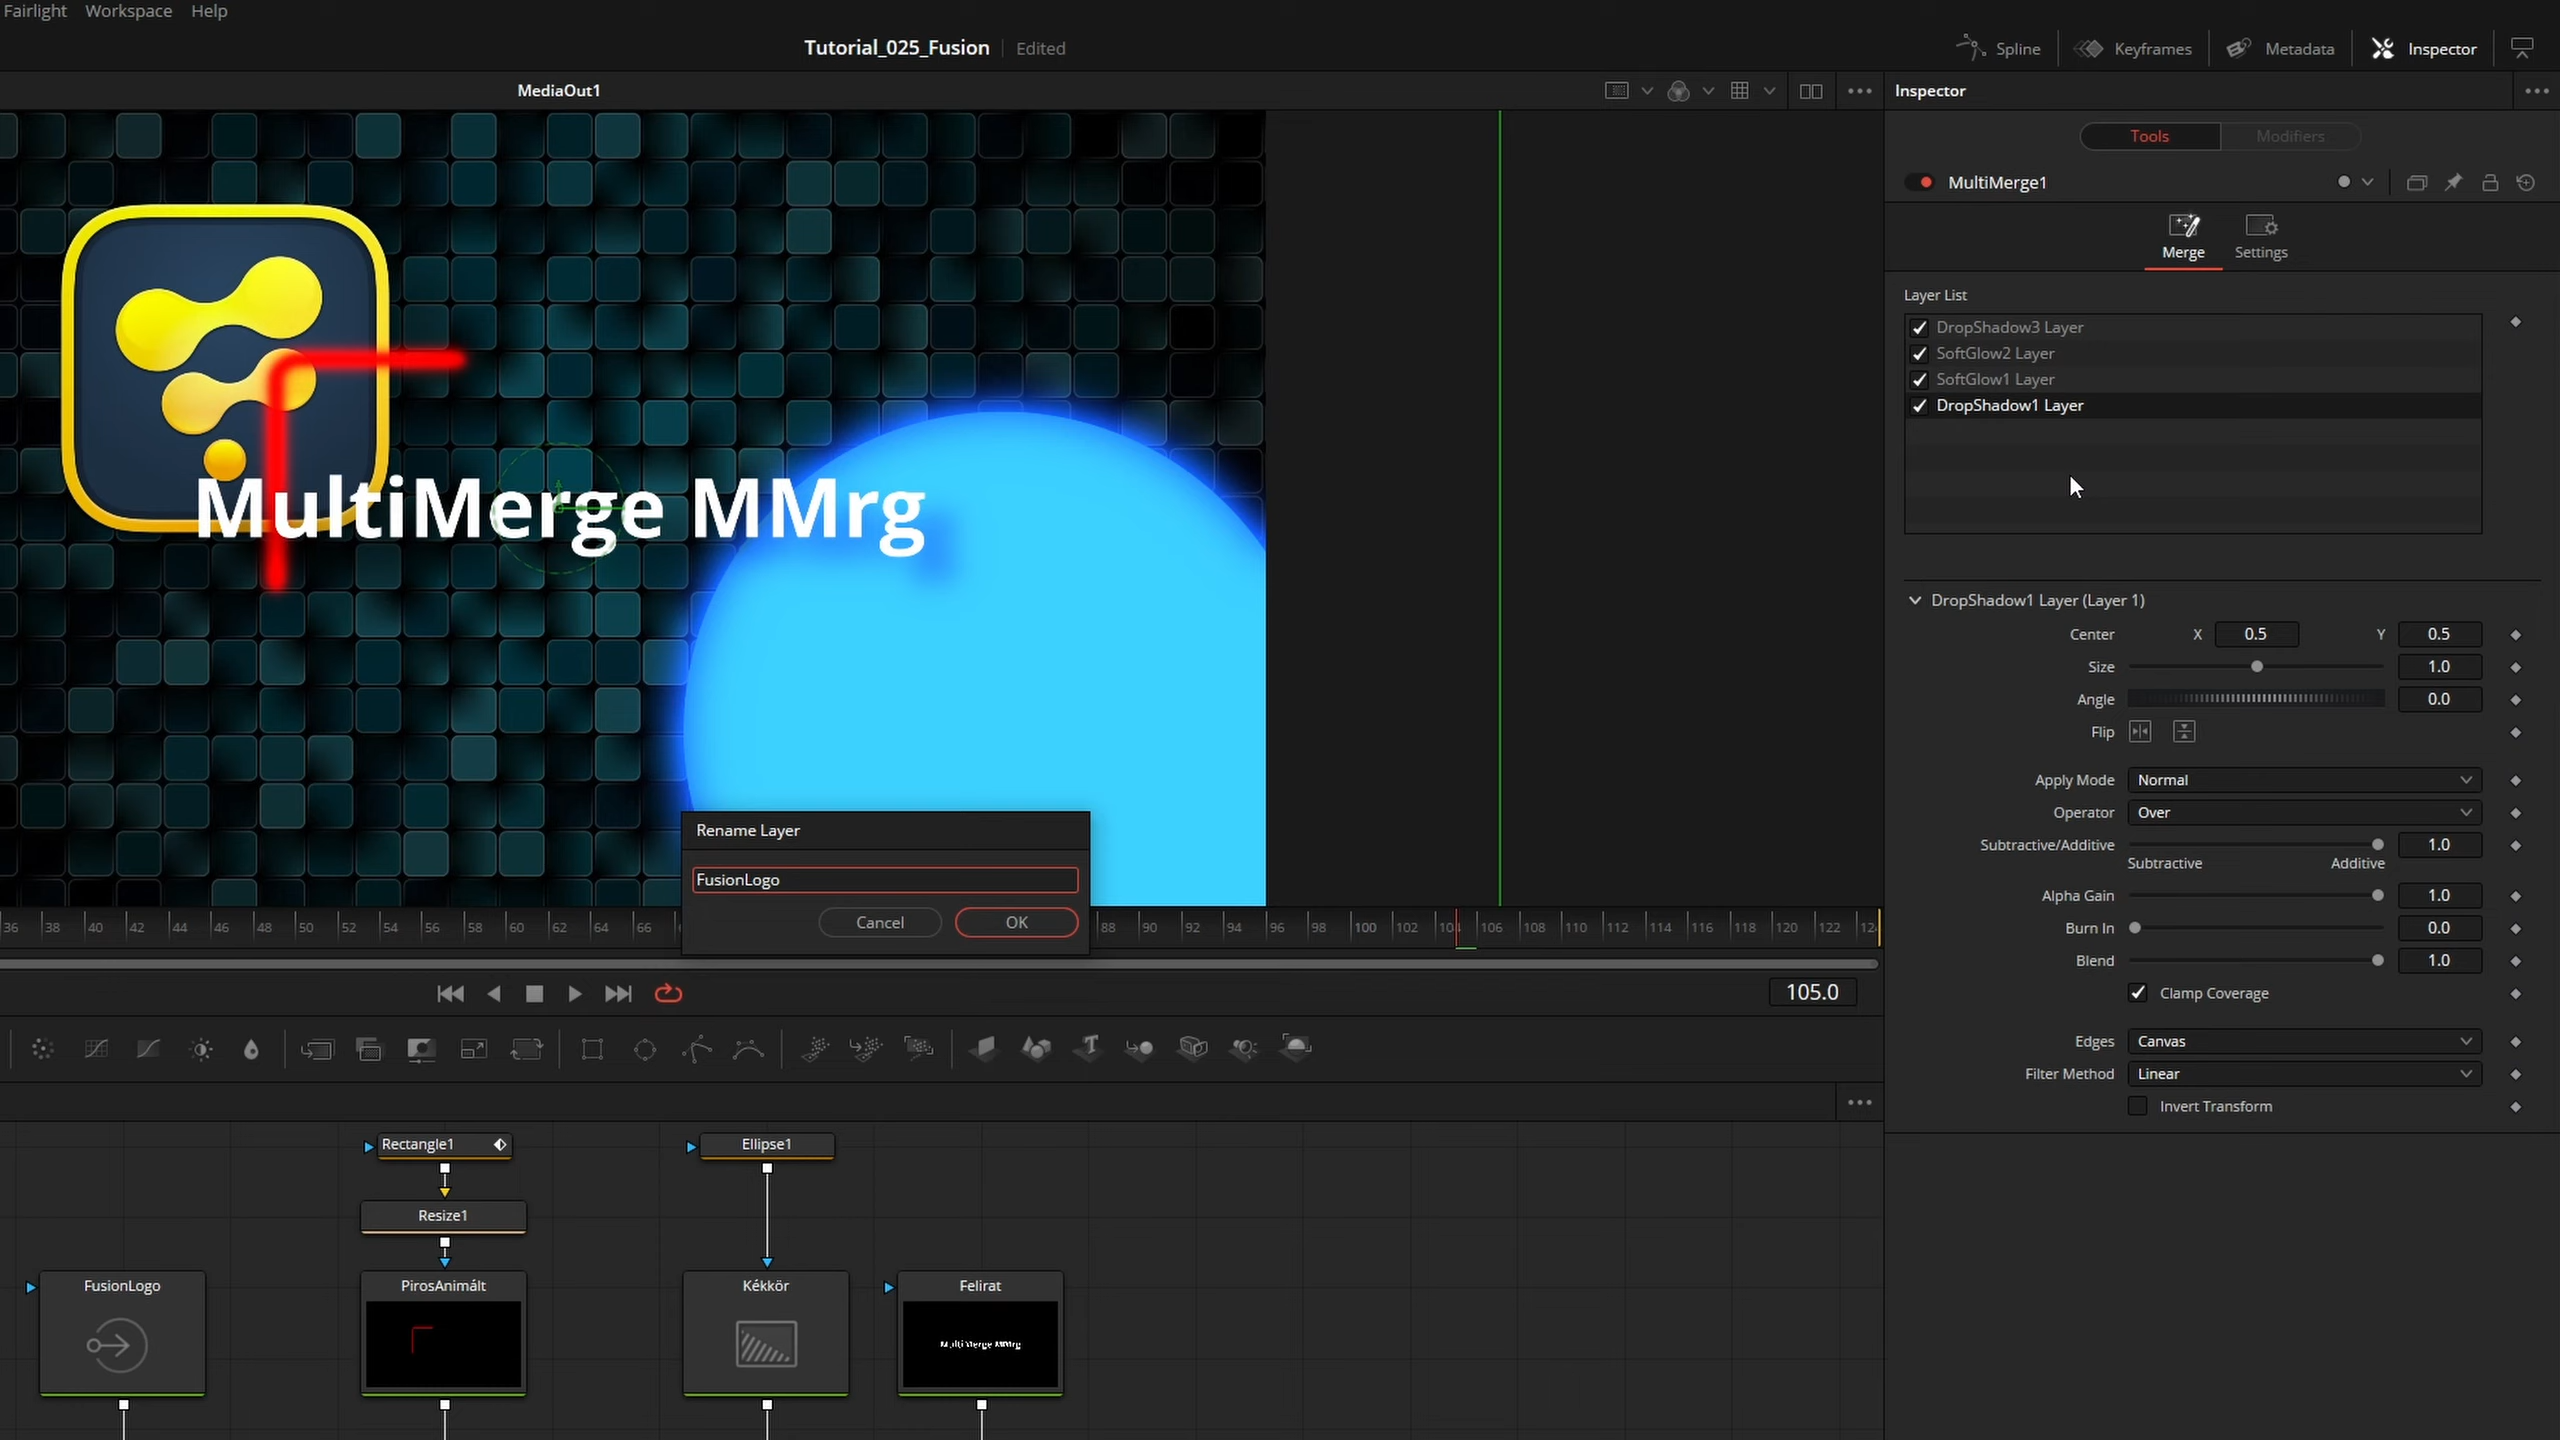 Fairlight Workspace Help
Tutorial_025_Fusion Edited
Spline Keyframes Metadata Inspector
MediaOut1
Inspector
Tools Modifiers
MultiMerge1
Merge Settings
Layer List
DropShadow3 Layer
SoftGlow2 Layer
SoftGlow1 Layer
DropShadow1 Layer
MultiMerge MMrg
DropShadow1 Layer (Layer 1)
Center X 0.5 Y 0.5
Size 1.0
Angle 0.0
Flip
Apply Mode Normal
Operator Over
Subtractive/Additive 1.0
Subtractive Additive
Alpha Gain 1.0
Burn In 0.0
Blend 1.0
Clamp Coverage
Edges Canvas
Filter Method Linear
Invert Transform
Rename Layer
FusionLogo
Cancel OK
36 38 40 42 44 46 48 50 52 54 56 58 60 62 64 66 88 90 92 94 96 98 100 102 104 106 108 110 112 114 116 118 120 122
105.0
Rectangle1 Ellipse1
Resize1
FusionLogo PirosAnimált Kékkör Felirat
MultiMerge MMrg